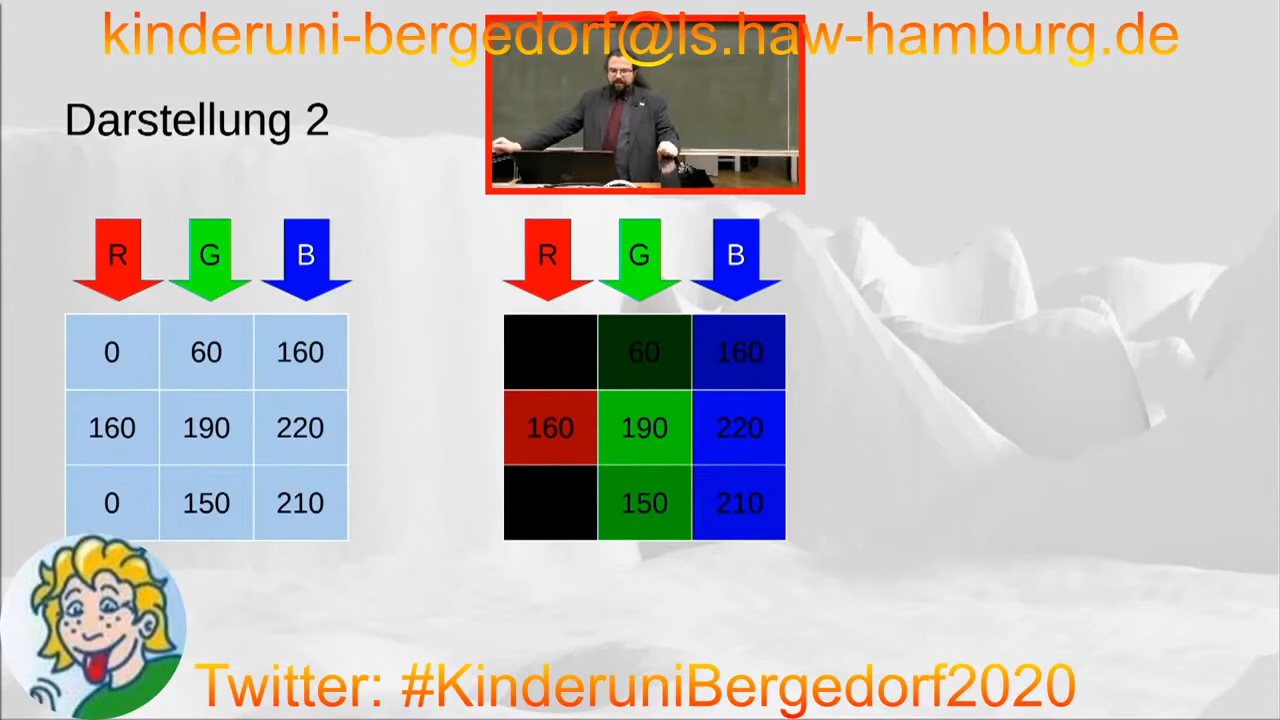 kinderuni-bergedorf@ls.haw-hamburg.de
Darstellung 2
R G B
R G B
0 60 160
160 190 220
0 150 210
60 160
160 190 220
150 210
Twitter: #KinderuniBergedorf2020